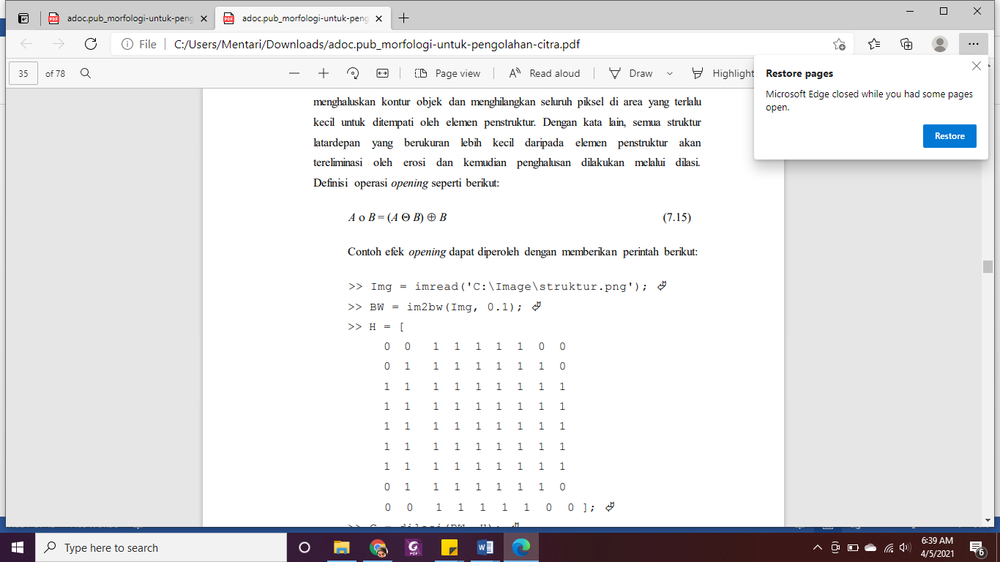 adoc.pub_morfologi-untuk-peng
adoc.pub_morfologi-untuk-peng
File
C:/Users/Mentari/Downloads/adoc.pub_morfologi-untuk-pengolahan-citra.pdf
35 of 78
Page view
Read aloud
Draw
Highlight
Restore pages
Microsoft Edge closed while you had some pages
open.
Restore
menghaluskan kontur objek dan menghilangkan seluruh piksel di area yang terlalu
kecil untuk ditempati oleh elemen penstruktur. Dengan kata lain, semua struktur
latardepan yang berukuran lebih kecil daripada elemen penstruktur akan
tereliminasi oleh erosi dan kemudian penghalusan dilakukan melalui dilasi.
Definisi operasi opening seperti berikut:
A o B = (A Θ B) ⊕ B (7.15)
Contoh efek opening dapat diperoleh dengan memberikan perintah berikut:
>> Img = imread('C:\Image\struktur.png');
>> BW = im2bw(Img, 0.1);
>> H = [
0 0 1 1 1 1 1 0 0
0 1 1 1 1 1 1 1 0
1 1 1 1 1 1 1 1 1
1 1 1 1 1 1 1 1 1
1 1 1 1 1 1 1 1 1
1 1 1 1 1 1 1 1 1
1 1 1 1 1 1 1 1 1
0 1 1 1 1 1 1 1 0
0 0 1 1 1 1 1 0 0 ];
>> G = dilasi(BW, H);
Type here to search
6:39 AM
4/5/2021
6